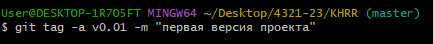 User@DESKTOP-1R7O5FT MINGW64 ~/Desktop/4321-23/KHRR (master)
$ git tag -a v0.01 -m "первая версия проекта"